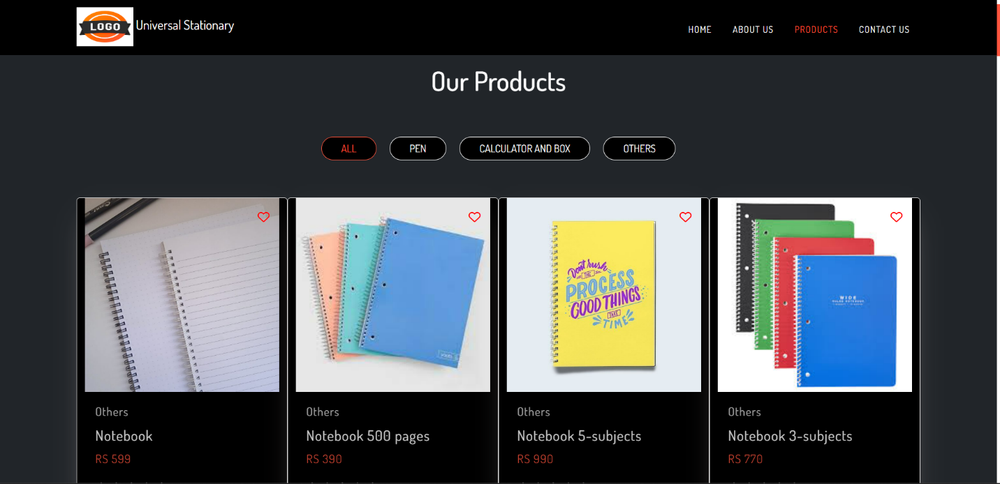 LOGO
Universal Stationary
HOME
ABOUT US
PRODUCTS
CONTACT US
Our Products
ALL
PEN
CALCULATOR AND BOX
OTHERS
Don't rush
THE
PROCESS
GOOD THINGS
TAKE
TIME
WIDE
RULED NOTEBOOK
Others
Notebook
RS 599
Others
Notebook 500 pages
RS 390
Others
Notebook 5-subjects
RS 990
Others
Notebook 3-subjects
RS 770